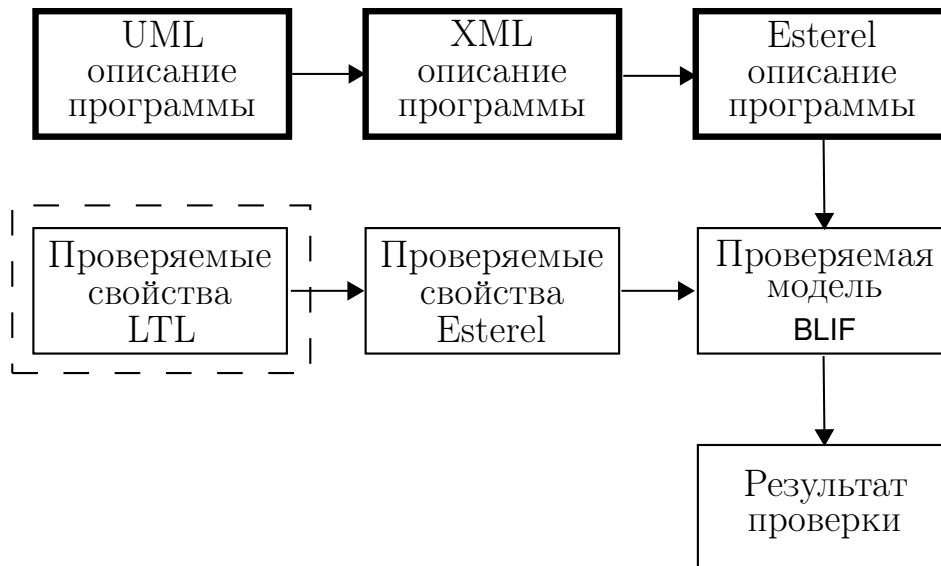 UML
описание
программы
XML
описание
программы
Esterel
описание
программы
Проверяемые
свойства
LTL
Проверяемые
свойства
Esterel
Проверяемая
модель
BLIF
Результат
проверки